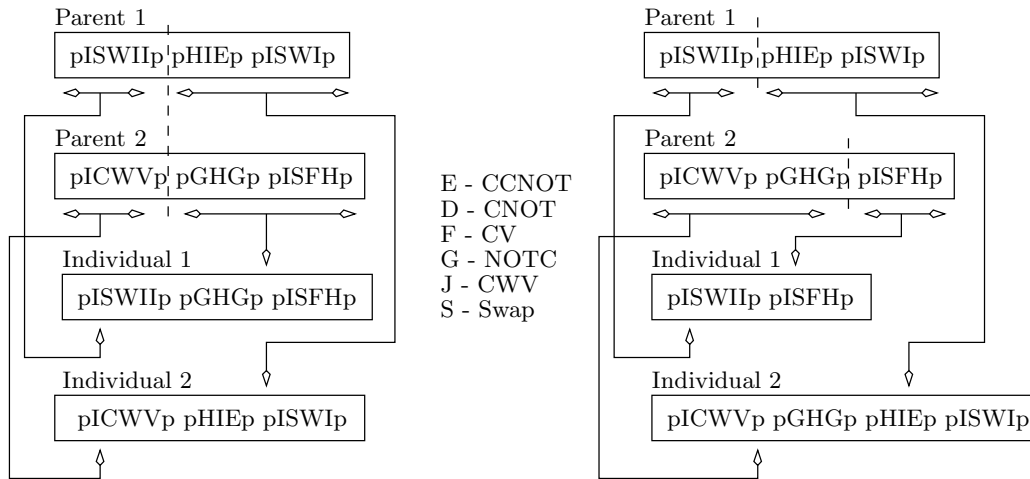 Parent 1
pISWIIp pHIEp pISWIp
Parent 2
pICWVp pGHGp pISFHp
Individual 1
pISWIIp pGHGp pISFHp
Individual 2
pICWVp pHIEp pISWIp
E - CCNOT
D - CNOT
F - CV
G - NOTC
J - CWV
S - Swap
Parent 1
pISWIIp pHIEp pISWIp
Parent 2
pICWVp pGHGp pISFHp
Individual 1
pISWIIp pISFHp
Individual 2
pICWVp pGHGp pHIEp pISWIp